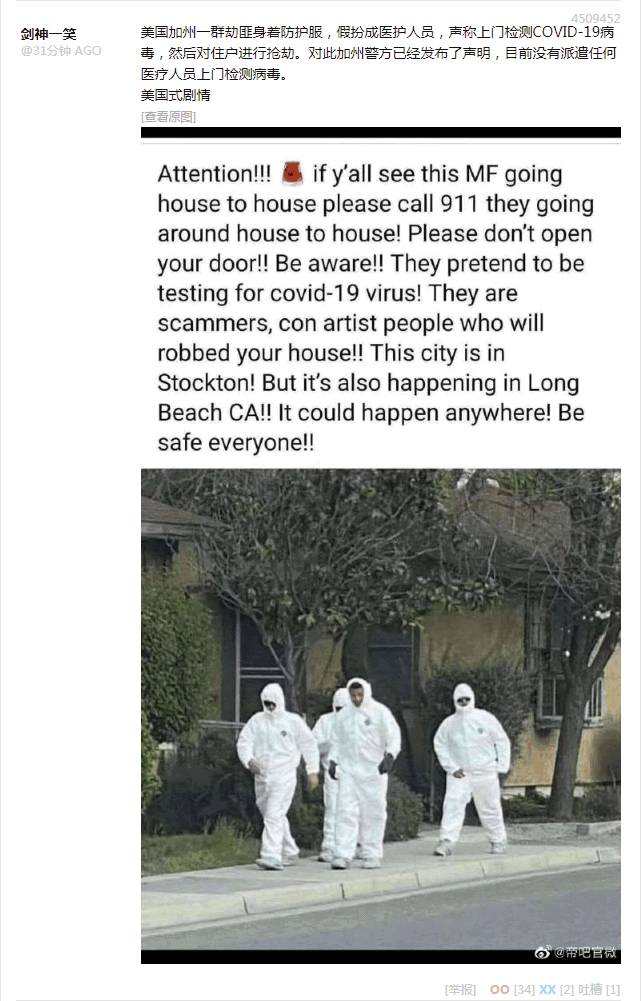 4509452
剑神一笑
@31分钟 AGO
美国加州一群劫匪身着防护服，假扮成医护人员，声称上门检测COVID-19病
毒，然后对住户进行抢劫。对此加州警方已经发布了声明，目前没有派遣任何
医疗人员上门检测病毒。
美国式剧情
[查看原图]
Attention!!! 🚨 if y’all see this MF going
house to house please call 911 they going
around house to house! Please don’t open
your door!! Be aware!! They pretend to be
testing for covid-19 virus! They are
scammers, con artist people who will
robbed your house!! This city is in
Stockton! But it’s also happening in Long
Beach CA!! It could happen anywhere! Be
safe everyone!!
@帝吧官微
[举报] OO [34] XX [2] 吐槽 [1]